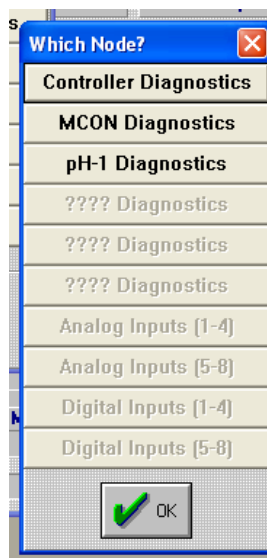 Which Node?
Controller Diagnostics
MCON Diagnostics
pH-1 Diagnostics
???? Diagnostics
???? Diagnostics
???? Diagnostics
Analog Inputs (1-4)
Analog Inputs (5-8)
Digital Inputs (1-4)
Digital Inputs (5-8)
OK